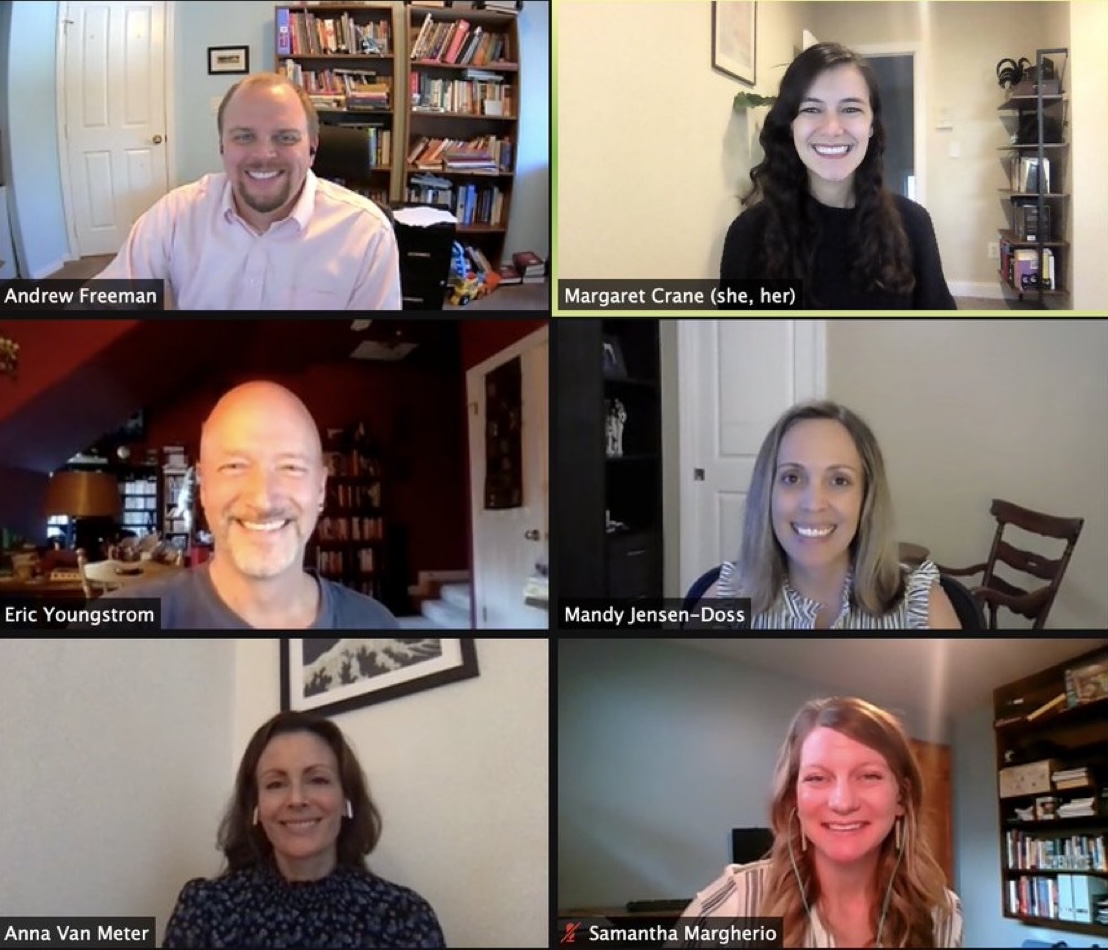 Andrew Freeman
Margaret Crane (she, her)
Eric Youngstrom
Mandy Jensen-Doss
Anna Van Meter
Samantha Margherio